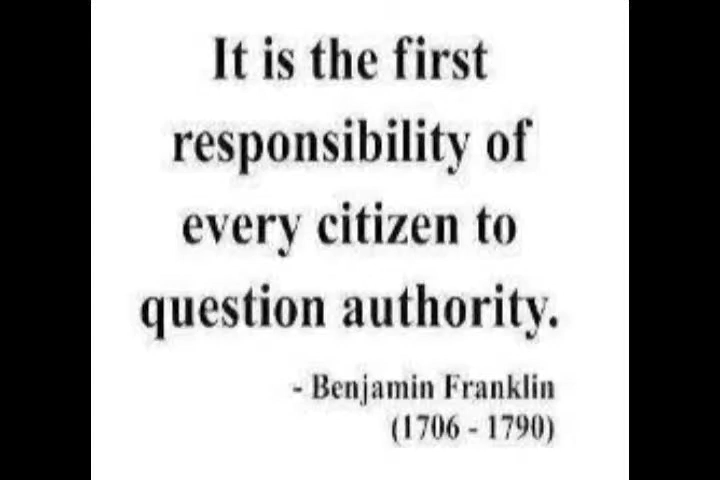 It is the first
responsibility of
every citizen to
question authority.
- Benjamin Franklin
(1706 - 1790)